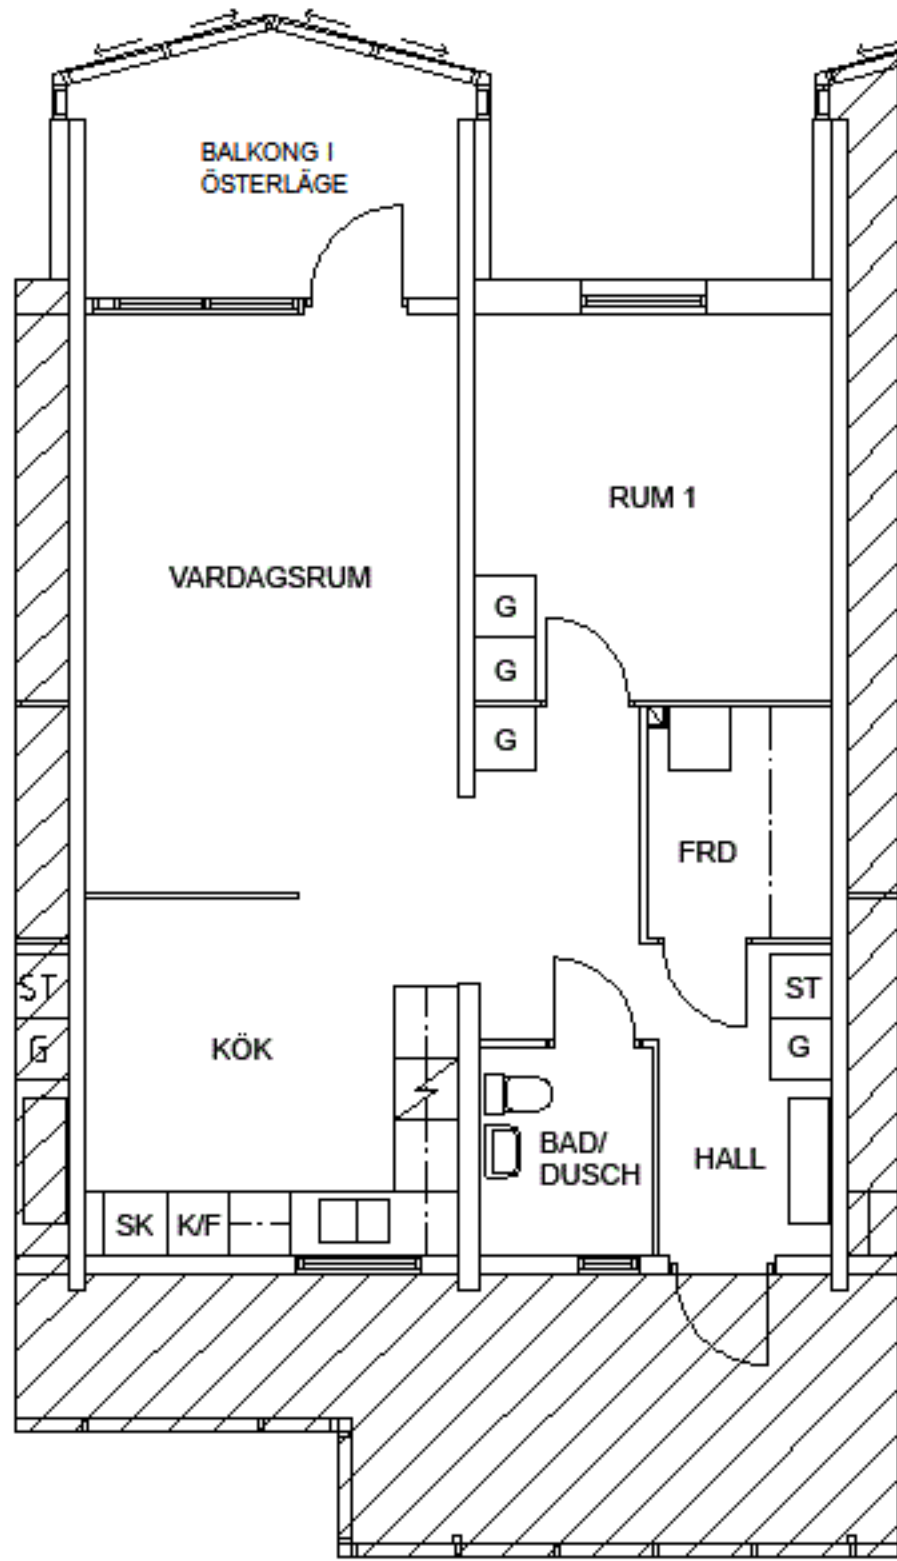 BALKONG I
ÖSTERLÄGE
RUM 1
VARDAGSRUM
G
G
G
FRD
ST
ST
G
G
KÖK
BAD/
DUSCH
HALL
SK
K/F